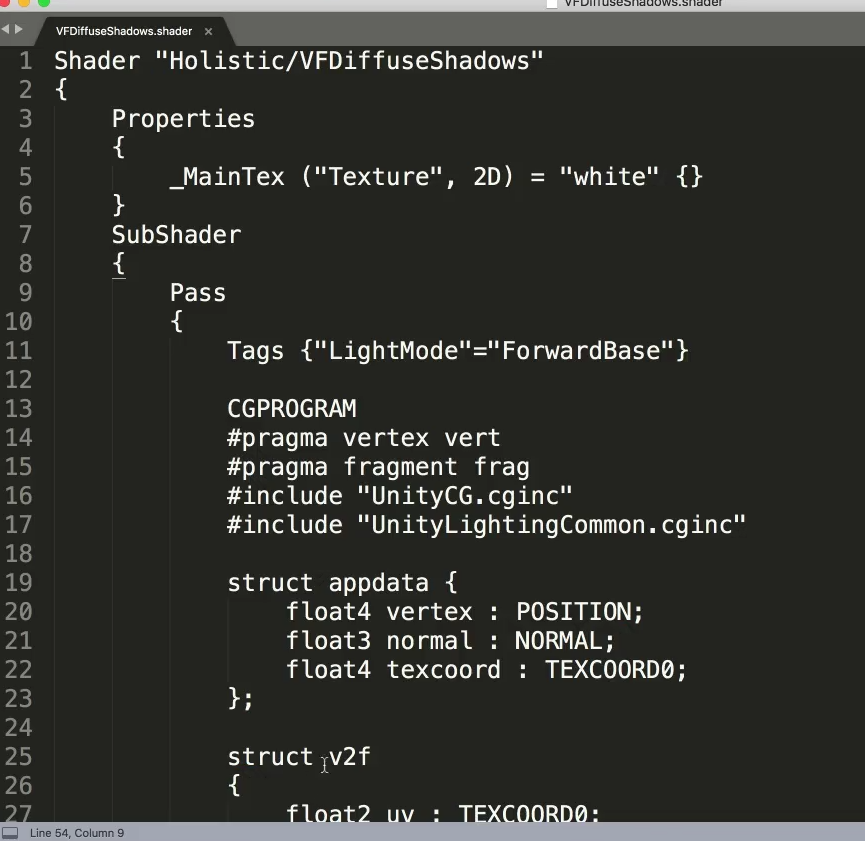 VFDiffuseShadows.shader
VFDiffuseShadows.shader ×
1 Shader "Holistic/VFDiffuseShadows"
2 {
3     Properties
4     {
5         _MainTex ("Texture", 2D) = "white" {}
6     }
7     SubShader
8     {
9         Pass
10         {
11             Tags {"LightMode"="ForwardBase"}
12
13             CGPROGRAM
14             #pragma vertex vert
15             #pragma fragment frag
16             #include "UnityCG.cginc"
17             #include "UnityLightingCommon.cginc"
18
19             struct appdata {
20                 float4 vertex : POSITION;
21                 float3 normal : NORMAL;
22                 float4 texcoord : TEXCOORD0;
23             };
24
25             struct v2f
26             {
27                 float2 uv : TEXCOORD0;
Line 54, Column 9